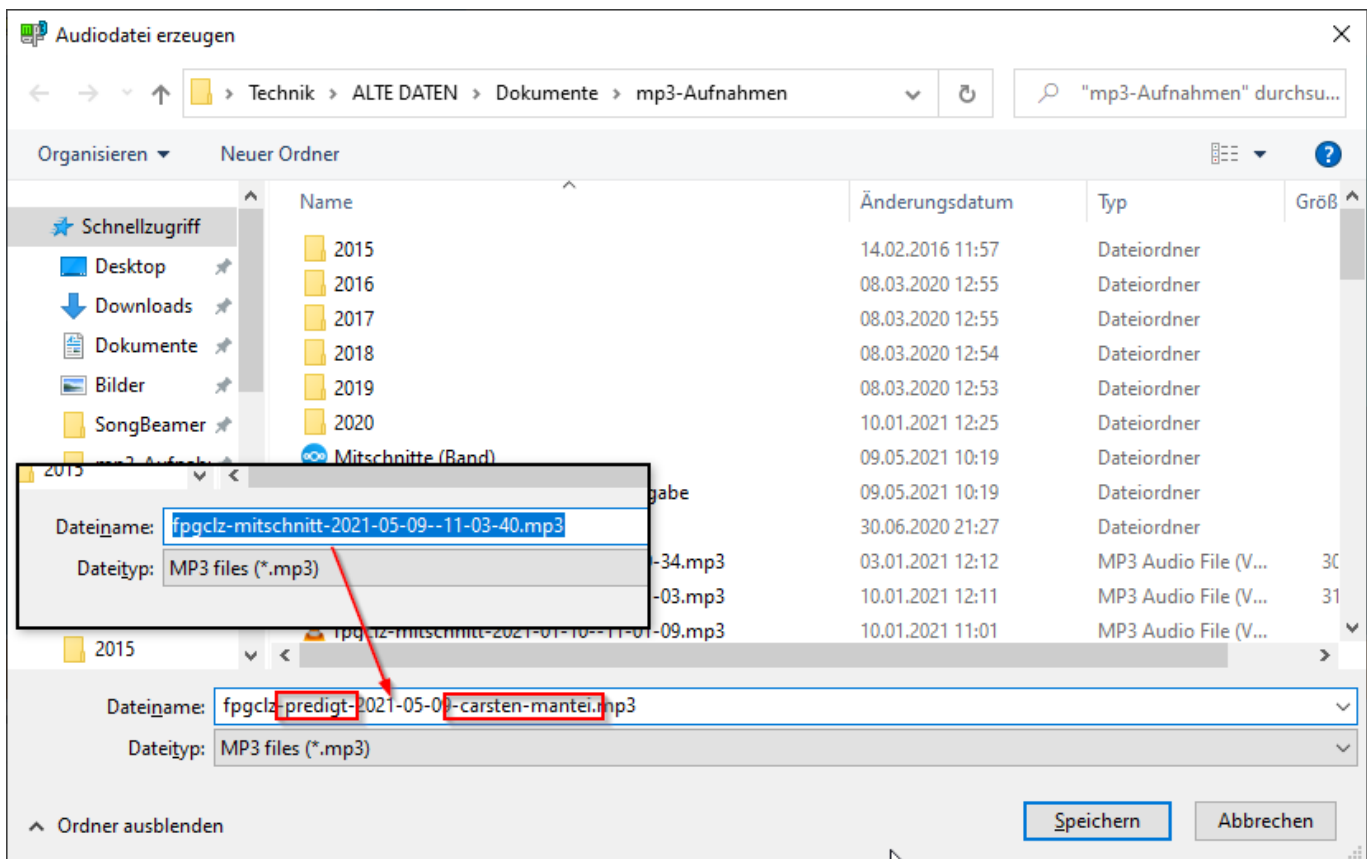 Audiodatei erzeugen
Technik > ALTE DATEN > Dokumente > mp3-Aufnahmen
"mp3-Aufnahmen" durchsu...
Organisieren
Neuer Ordner
Name Änderungsdatum Typ Größ
Schnellzugriff
Desktop
Downloads
Dokumente
Bilder
SongBeamer
2015 14.02.2016 11:57 Dateiordner
2016 08.03.2020 12:55 Dateiordner
2017 08.03.2020 12:55 Dateiordner
2018 08.03.2020 12:54 Dateiordner
2019 08.03.2020 12:53 Dateiordner
2020 10.01.2021 12:25 Dateiordner
Mitschnitte (Band) 09.05.2021 10:19 Dateiordner
gabe 09.05.2021 10:19 Dateiordner
30.06.2020 21:27 Dateiordner
-34.mp3 03.01.2021 12:12 MP3 Audio File (V... 30
-03.mp3 10.01.2021 12:11 MP3 Audio File (V... 31
fpgclz-mitschnitt-2021-01-10--11-01-09.mp3 10.01.2021 11:01 MP3 Audio File (V...
2015
Dateiname: fpgclz-mitschnitt-2021-05-09--11-03-40.mp3
Dateityp: MP3 files (*.mp3)
2015
Dateiname: fpgclz-predigt-2021-05-09-carsten-mantei.mp3
Dateityp: MP3 files (*.mp3)
Ordner ausblenden
Speichern
Abbrechen